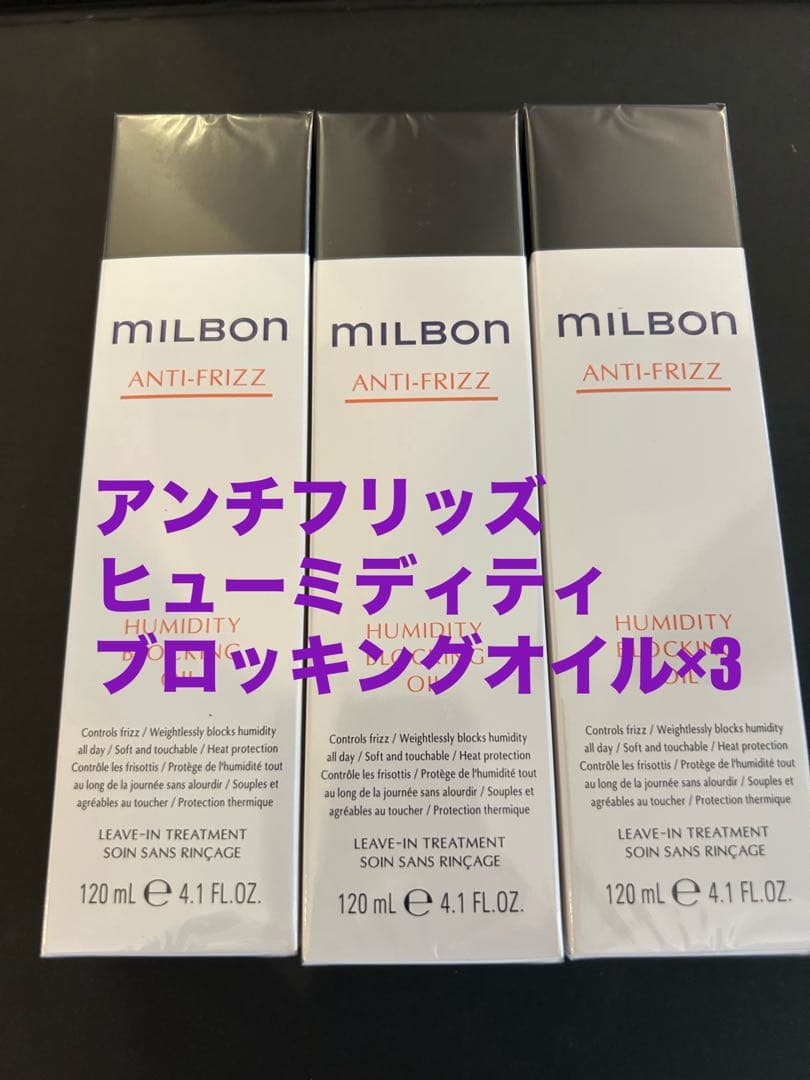 mILBON
ANTI-FRIZZ
mILBON
ANTI-FRIZZ
mILBON
ANTI-FRIZZ
アンチフリッズ
ヒューミディティ
ブロッキングオイル×3
HUMIDITY
BLOCKING
OIL
Controls frizz / Weightlessly blocks humidity
all day / Soft and touchable / Heat protection
Contrôle les frisottis / Protège de l'humidité tout
au long de la journée sans alourdir / Souples et
agréables au toucher / Protection thermique
LEAVE-IN TREATMENT
SOIN SANS RINÇAGE
120 mL ℮ 4.1 FL.OZ.
HUMIDITY
BLOCKING
OIL
Controls frizz / Weightlessly blocks humidity
all day / Soft and touchable / Heat protection
Contrôle les frisottis / Protège de l'humidité tout
au long de la journée sans alourdir / Souples et
agréables au toucher / Protection thermique
LEAVE-IN TREATMENT
SOIN SANS RINÇAGE
120 mL ℮ 4.1 FL.OZ.
HUMIDITY
BLOCKING
OIL
Controls frizz / Weightlessly blocks humidity
all day / Soft and touchable / Heat protection
Contrôle les frisottis / Protège de l'humidité tout
au long de la journée sans alourdir / Souples et
agréables au toucher / Protection thermique
LEAVE-IN TREATMENT
SOIN SANS RINÇAGE
120 mL ℮ 4.1 FL.OZ.